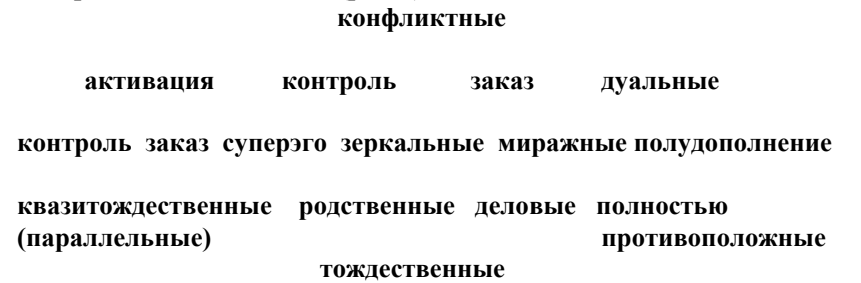 конфликтные
активация контроль заказ дуальные
контроль заказ суперэго зеркальные миражные полудополнение
квазитождественные родственные деловые полностью
(параллельные) противоположные
тождественные